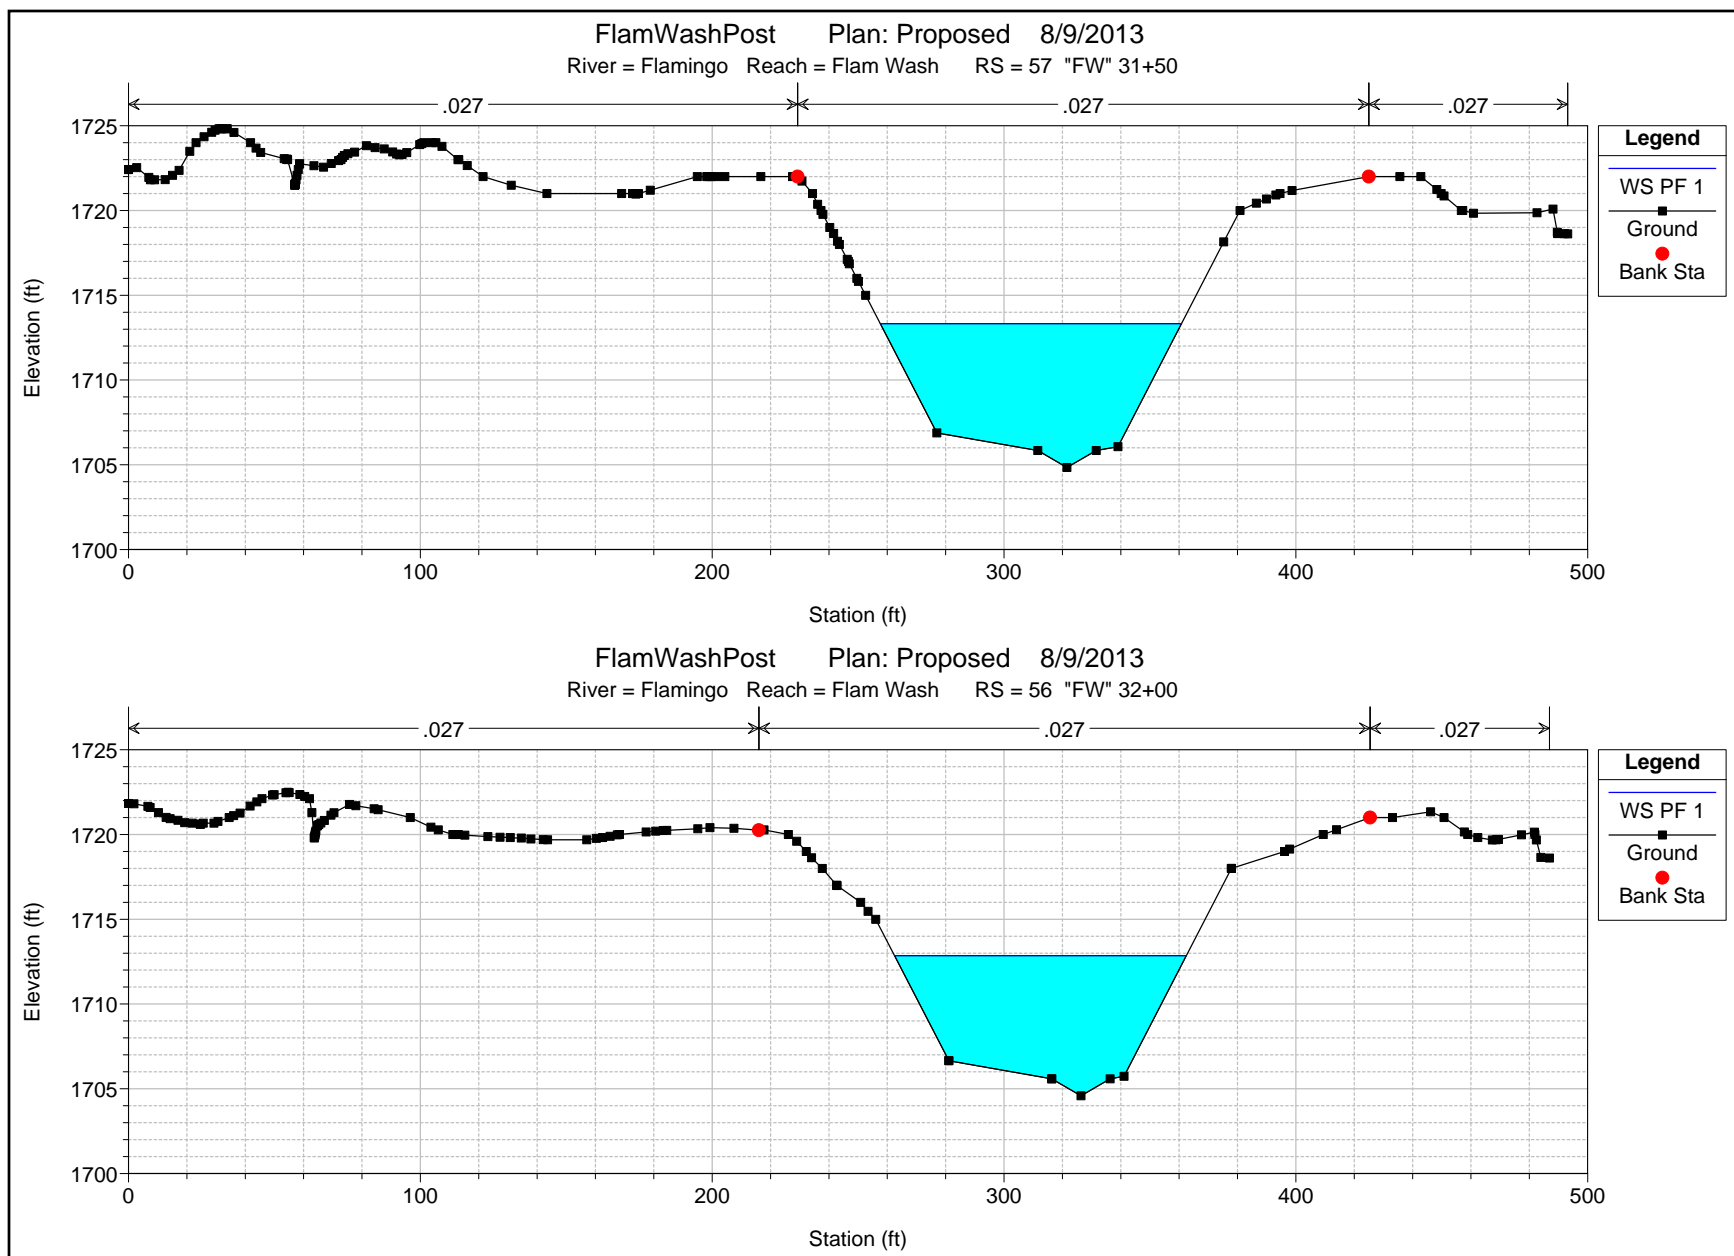 FlamWashPost Plan: Proposed 8/9/2013
River = Flamingo Reach = Flam Wash RS = 57 "FW" 31+50
.027 .027 .027
1725
1720
1715
1710
1705
1700
Elevation (ft)
0 100 200 300 400 500
Station (ft)
Legend
WS PF 1
Ground
Bank Sta
FlamWashPost Plan: Proposed 8/9/2013
River = Flamingo Reach = Flam Wash RS = 56 "FW" 32+00
.027 .027 .027
1725
1720
1715
1710
1705
1700
Elevation (ft)
0 100 200 300 400 500
Station (ft)
Legend
WS PF 1
Ground
Bank Sta